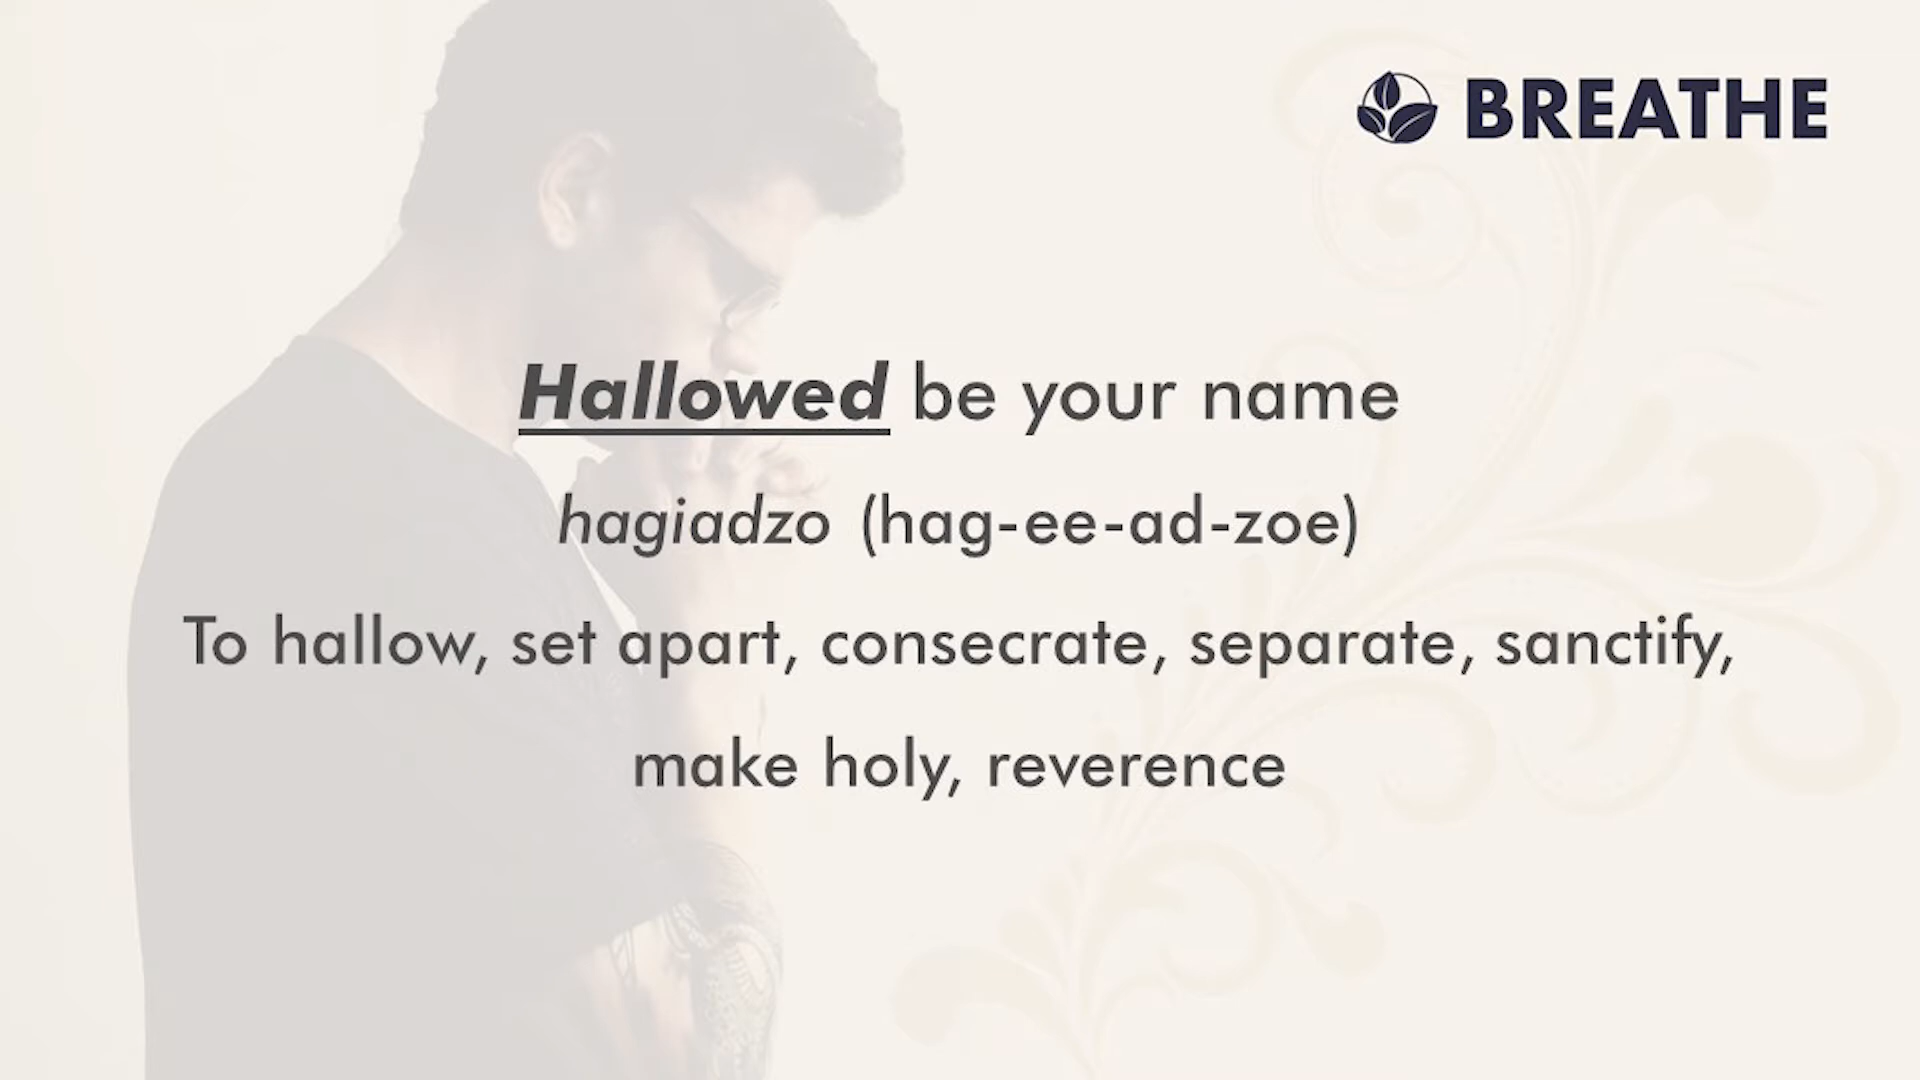 BREATHE
Hallowed be your name
hagiadzo (hag-ee-ad-zoe)
To hallow, set apart, consecrate, separate, sanctify,
make holy, reverence